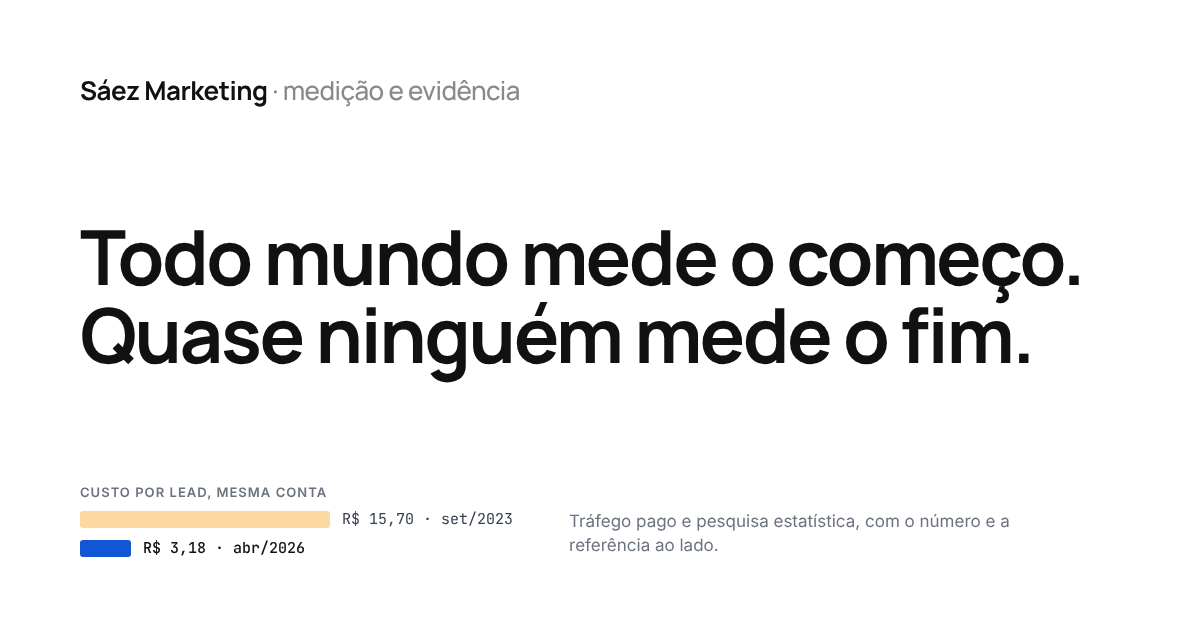 Sáez Marketing · medição e evidência
Todo mundo mede o começo.
Quase ninguém mede o fim.
CUSTO POR LEAD, MESMA CONTA
R$ 15,70 · set/2023
R$ 3,18 · abr/2026
Tráfego pago e pesquisa estatística, com o número e a
referência ao lado.